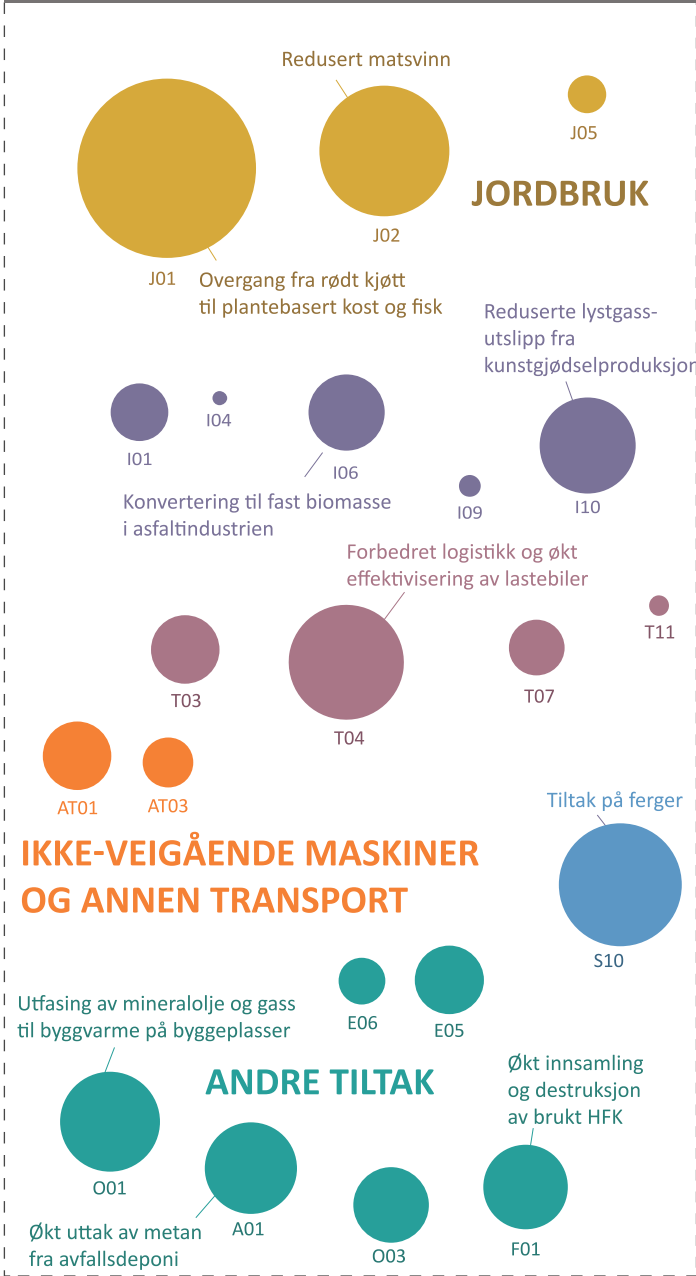 Redusert matsvinn
J05
JORDBRUK
J02
J01
Overgang fra rødt kjøtt
til plantebasert kost og fisk
Reduserte lystgass-
utslipp fra
kunstgjødselproduksjon
I04
I01
I06
I09
I10
Konvertering til fast biomasse
i asfaltindustrien
Forbedret logistikk og økt
effektivisering av lastebiler
T11
T03
T07
T04
AT01
AT03
Tiltak på ferger
IKKE-VEIGÅENDE MASKINER
OG ANNEN TRANSPORT
S10
Utfasing av mineralolje og gass
til byggvarme på byggeplasser
E06
E05
ANDRE TILTAK
Økt innsamling
og destruksjon
av brukt HFK
O01
Økt uttak av metan
fra avfallsdeponi
A01
O03
F01